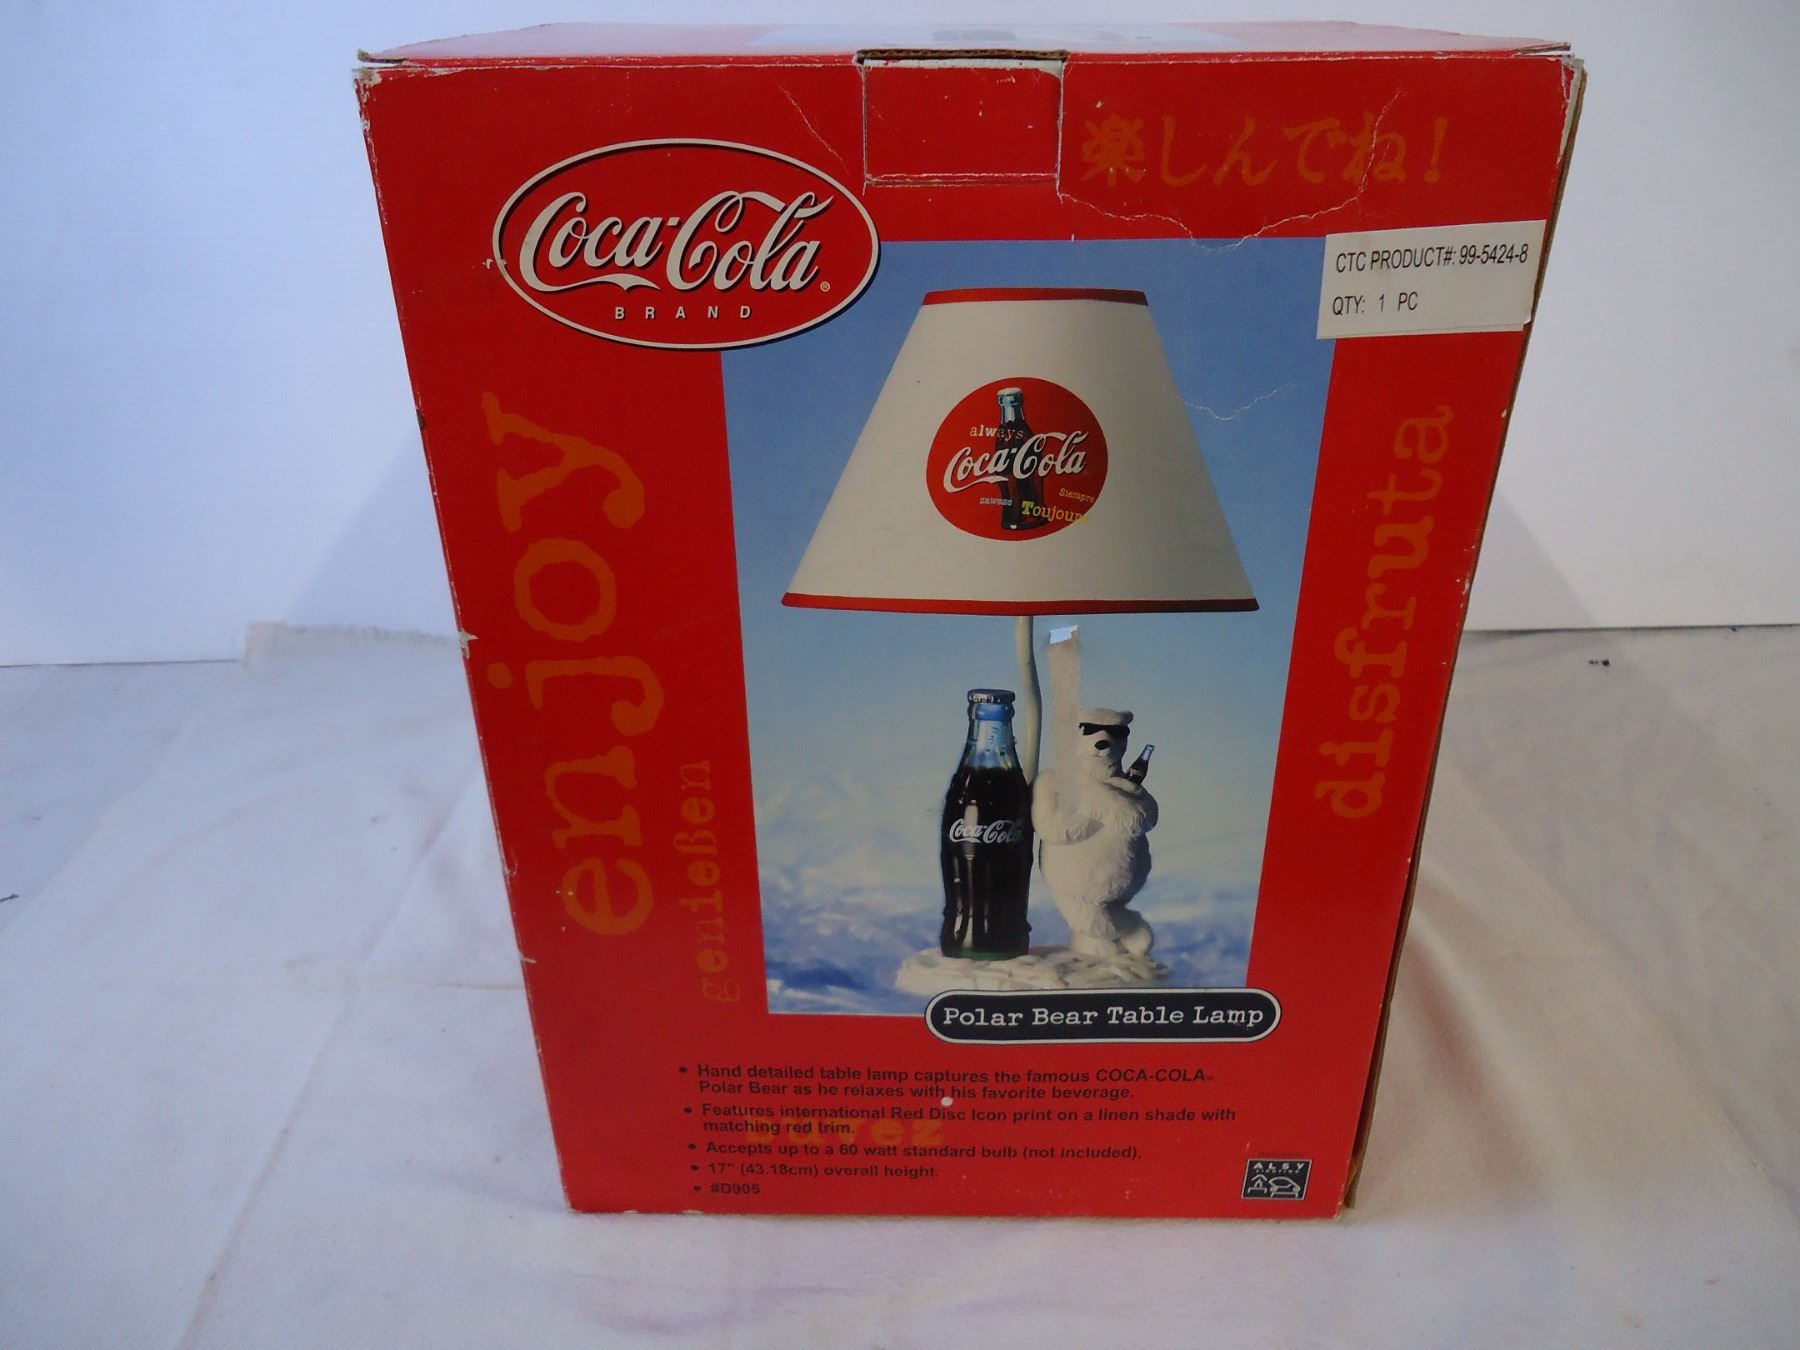 楽しんでね!
Coca-Cola®
BRAND
CTC PRODUCT#: 99-5424-8
QTY: 1 PC
always
Coca-Cola
Siempre
Toujours
enjoy
genießen
disfruta
Coca-Cola
Polar Bear Table Lamp
• Hand detailed table lamp captures the famous COCA-COLA®
Polar Bear as he relaxes with his favorite beverage.
• Features international Red Disc Icon print on a linen shade with
matching red trim.
buvez
• Accepts up to a 60 watt standard bulb (not included).
• 17" (43.18cm) overall height.
• #D905
ALSY